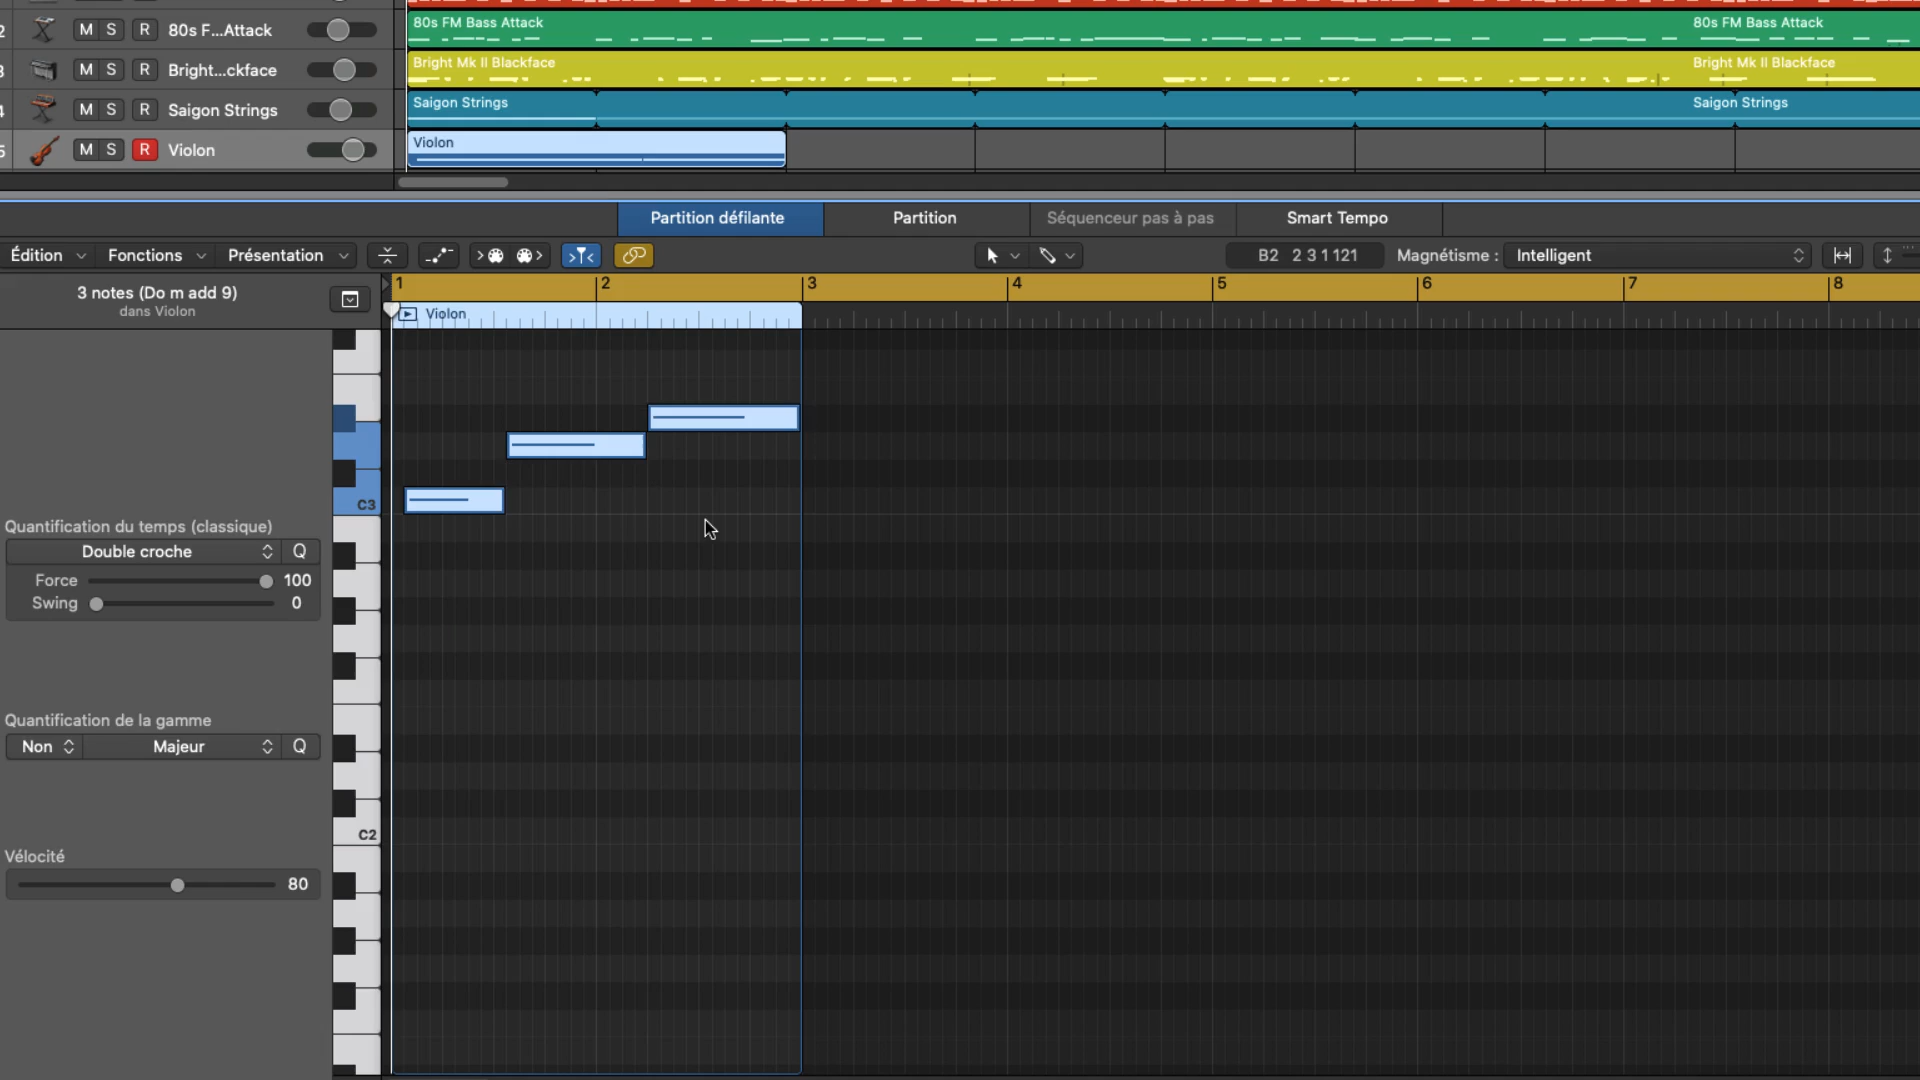 2 M S R 80s F...Attack 80s FM Bass Attack 80s FM Bass Attack
3 M S R Bright...ckface Bright Mk II Blackface Bright Mk II Blackface
4 M S R Saigon Strings Saigon Strings Saigon Strings
5 M S R Violon Violon
Partition défilante Partition Séquenceur pas à pas Smart Tempo
Édition Fonctions Présentation B2 2 3 1 121 Magnétisme : Intelligent
1 2 3 4 5 6 7 8
3 notes (Do m add 9)
dans Violon
Violon
C3
Quantification du temps (classique)
Double croche Q
Force 100
Swing 0
Quantification de la gamme
Non Majeur Q
C2
Vélocité
80